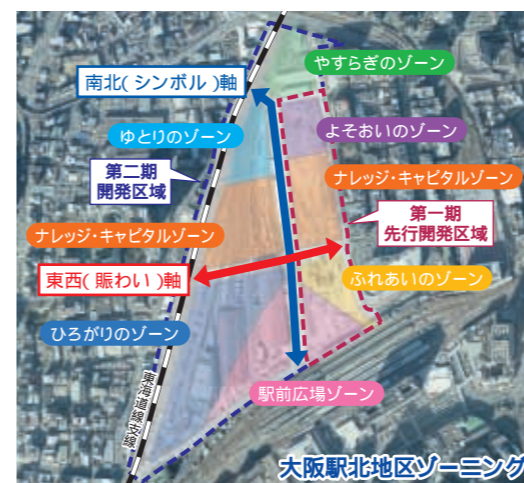 やすらぎのゾーン
南北(シンボル)軸
よそおいのゾーン
ゆとりのゾーン
第二期
開発区域
ナレッジ・キャピタルゾーン
第一期
先行開発区域
ナレッジ・キャピタルゾーン
東西(賑わい)軸
ふれあいのゾーン
ひろがりのゾーン
東海道線支線
駅前広場ゾーン
大阪駅北地区ゾーニング